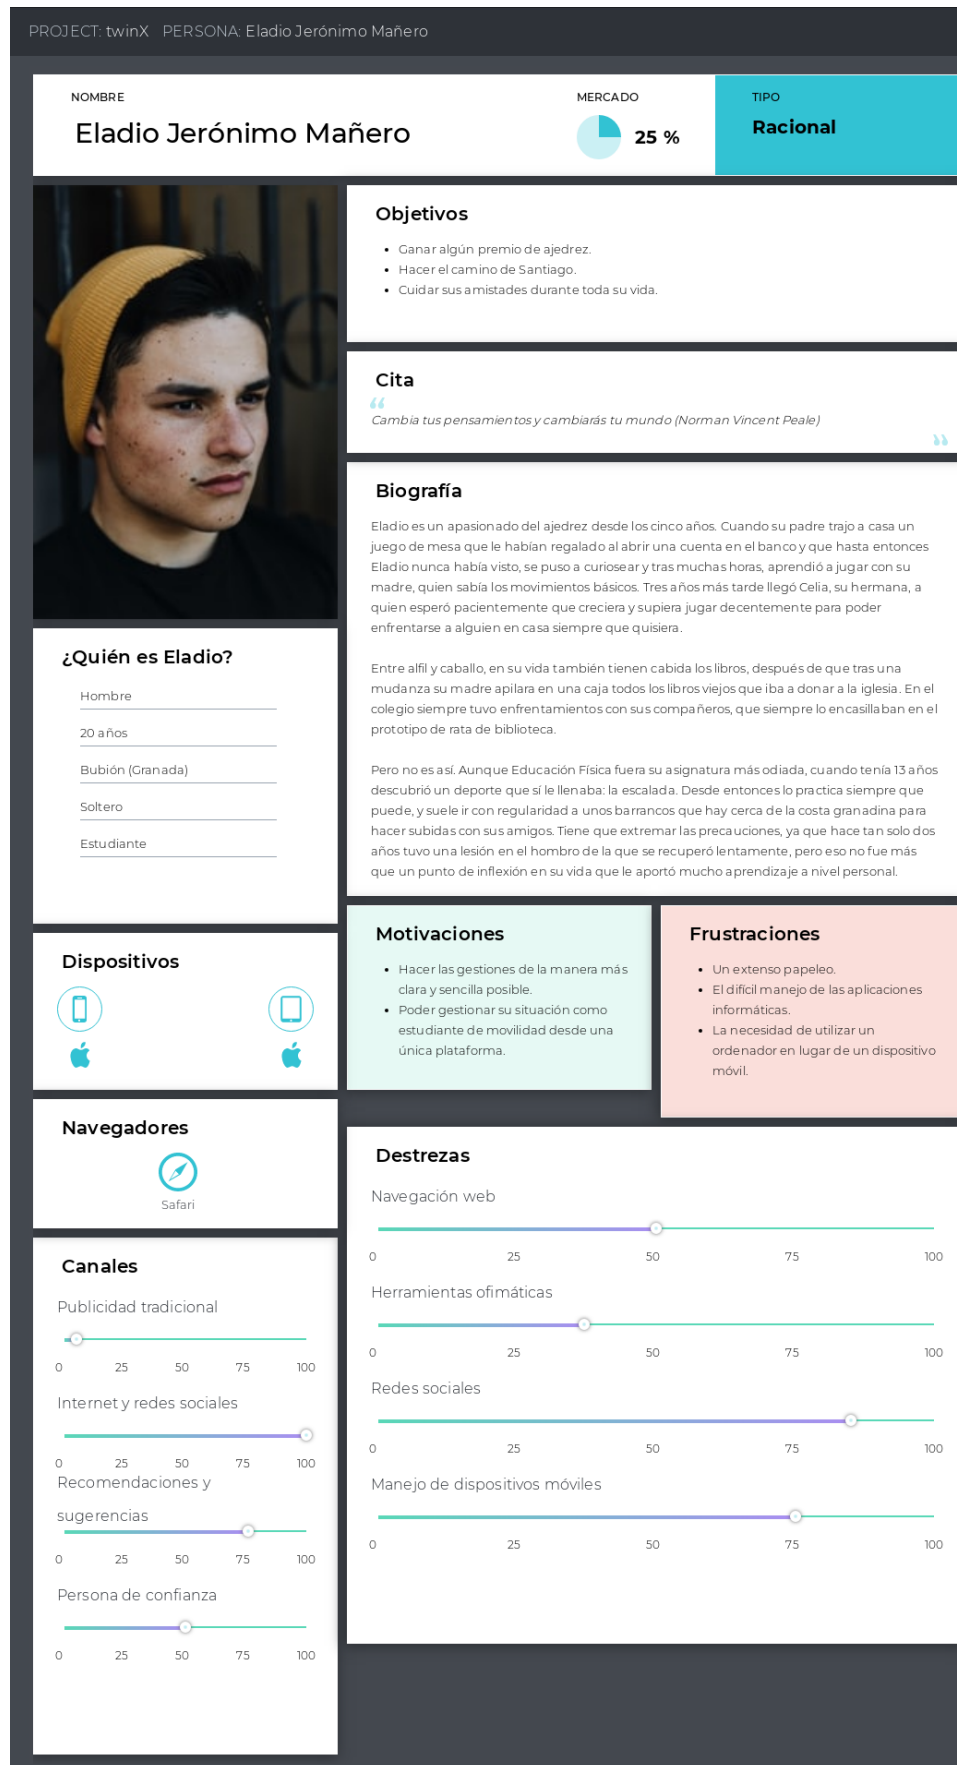 PROJECT: twinX PERSONA: Eladio Jerónimo Mañero
NOMBRE
Eladio Jerónimo Mañero
MERCADO
25 %
TIPO
Racional
Objetivos
• Ganar algún premio de ajedrez.
• Hacer el camino de Santiago.
• Cuidar sus amistades durante toda su vida.
Cita
“
Cambia tus pensamientos y cambiarás tu mundo (Norman Vincent Peale)
”
Biografía
Eladio es un apasionado del ajedrez desde los cinco años. Cuando su padre trajo a casa un
juego de mesa que le habían regalado al abrir una cuenta en el banco y que hasta entonces
Eladio nunca había visto, se puso a curiosear y tras muchas horas, aprendió a jugar con su
madre, quien sabía los movimientos básicos. Tres años más tarde llegó Celia, su hermana, a
quien esperó pacientemente que creciera y supiera jugar decentemente para poder
enfrentarse a alguien en casa siempre que quisiera.
Entre alfil y caballo, en su vida también tienen cabida los libros, después de que tras una
mudanza su madre apilara en una caja todos los libros viejos que iba a donar a la iglesia. En el
colegio siempre tuvo enfrentamientos con sus compañeros, que siempre lo encasillaban en el
prototipo de rata de biblioteca.
Pero no es así. Aunque Educación Física fuera su asignatura más odiada, cuando tenía 13 años
descubrió un deporte que sí le llenaba: la escalada. Desde entonces lo practica siempre que
puede, y suele ir con regularidad a unos barrancos que hay cerca de la costa granadina para
hacer subidas con sus amigos. Tiene que extremar las precauciones, ya que hace tan solo dos
años tuvo una lesión en el hombro de la que se recuperó lentamente, pero eso no fue más
que un punto de inflexión en su vida que le aportó mucho aprendizaje a nivel personal.
¿Quién es Eladio?
Hombre
20 años
Bubión (Granada)
Soltero
Estudiante
Dispositivos
Navegadores
Safari
Canales
Publicidad tradicional
0 25 50 75 100
Internet y redes sociales
0 25 50 75 100
Recomendaciones y
sugerencias
0 25 50 75 100
Persona de confianza
0 25 50 75 100
Motivaciones
• Hacer las gestiones de la manera más
clara y sencilla posible.
• Poder gestionar su situación como
estudiante de movilidad desde una
única plataforma.
Frustraciones
• Un extenso papeleo.
• El difícil manejo de las aplicaciones
informáticas.
• La necesidad de utilizar un
ordenador en lugar de un dispositivo
móvil.
Destrezas
Navegación web
0 25 50 75 100
Herramientas ofimáticas
0 25 50 75 100
Redes sociales
0 25 50 75 100
Manejo de dispositivos móviles
0 25 50 75 100